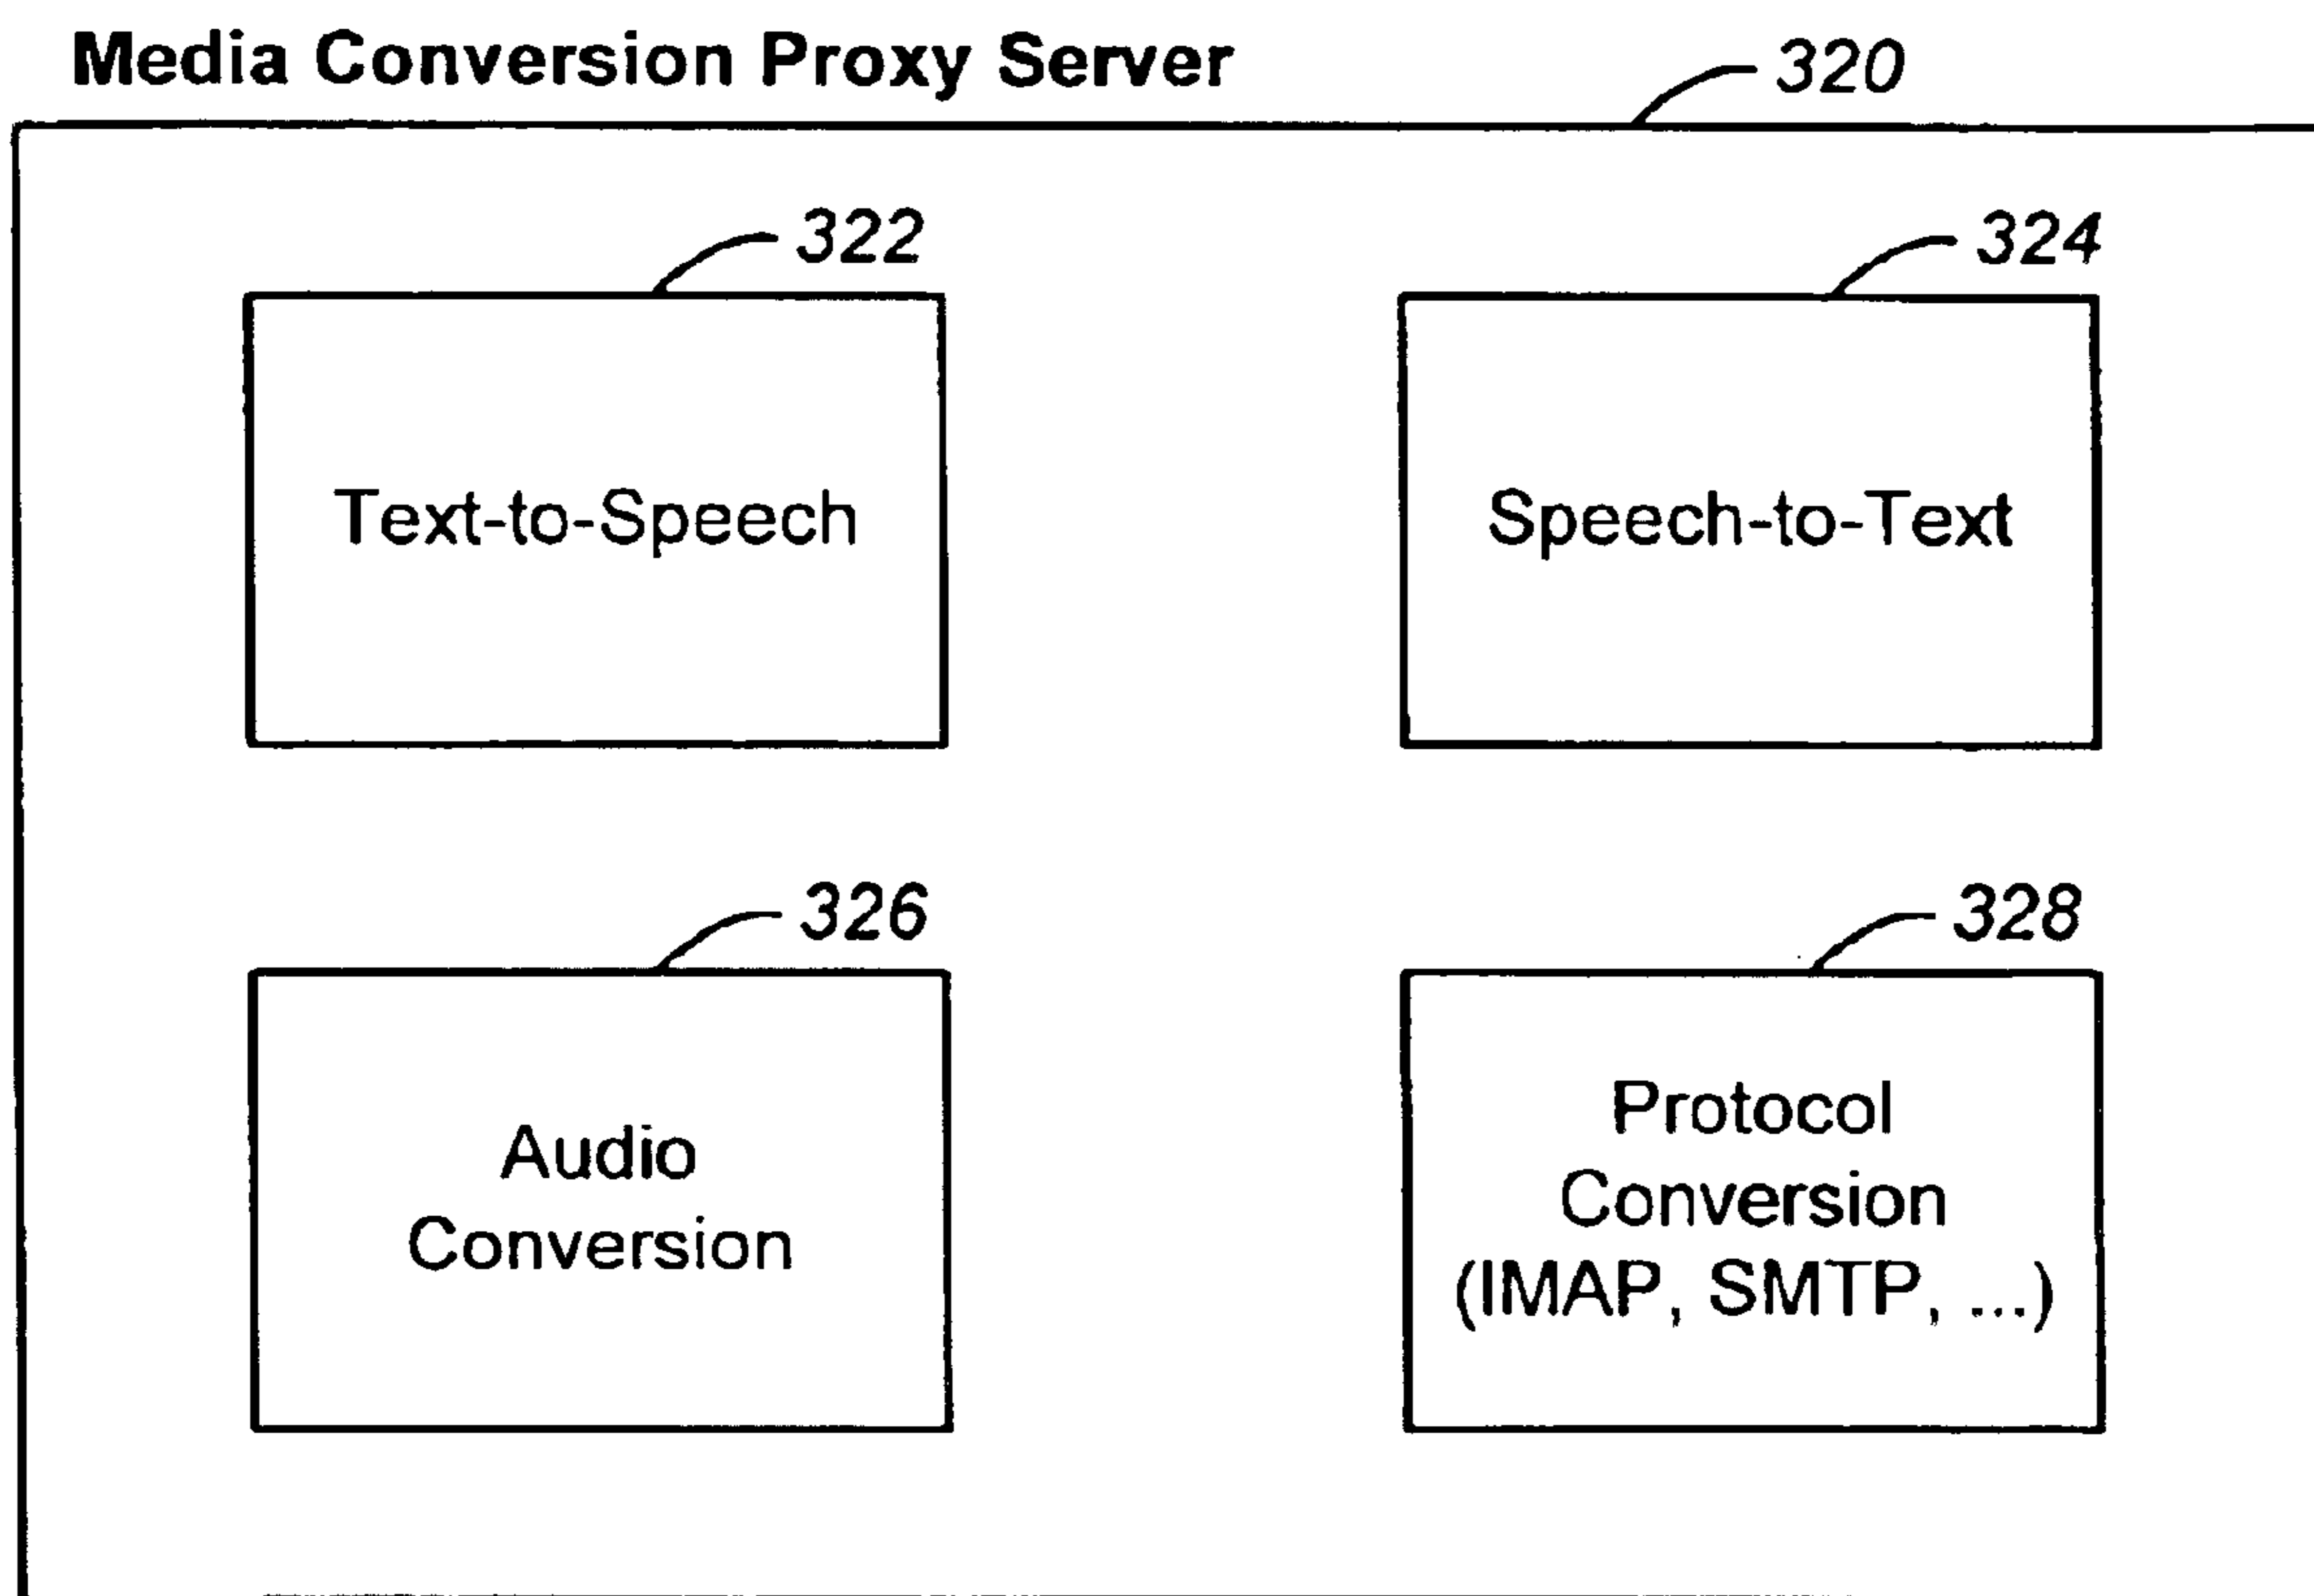 Media Conversion Proxy Server
320
322
324
Text-to-Speech
Speech-to-Text
326
328
Audio
Conversion
Protocol
Conversion
(IMAP, SMTP, ...)